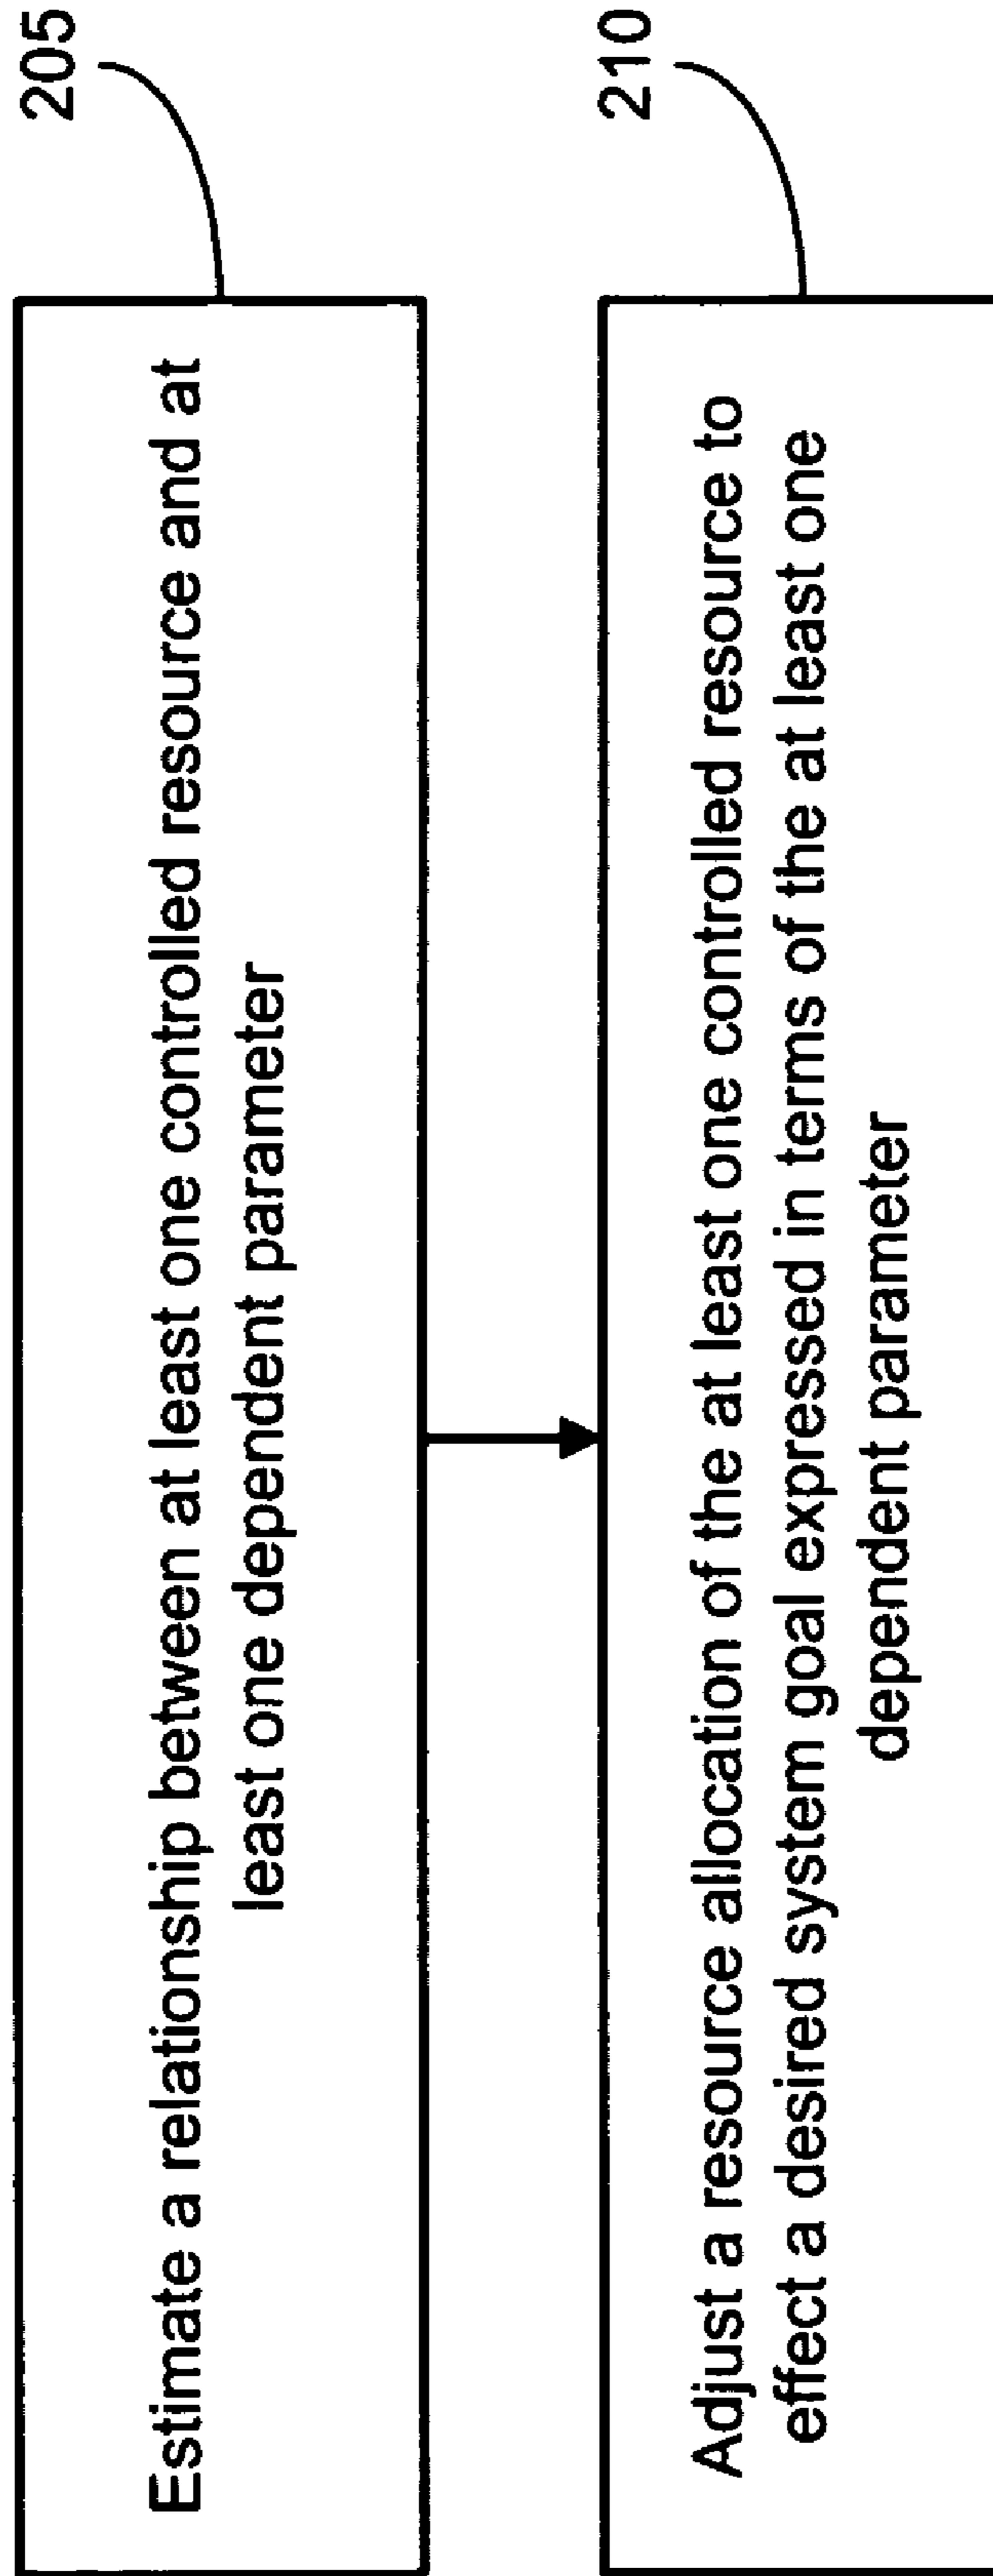 205
Estimate a relationship between at least one controlled resource and at
least one dependent parameter
210
Adjust a resource allocation of the at least one controlled resource to
effect a desired system goal expressed in terms of the at least one
dependent parameter